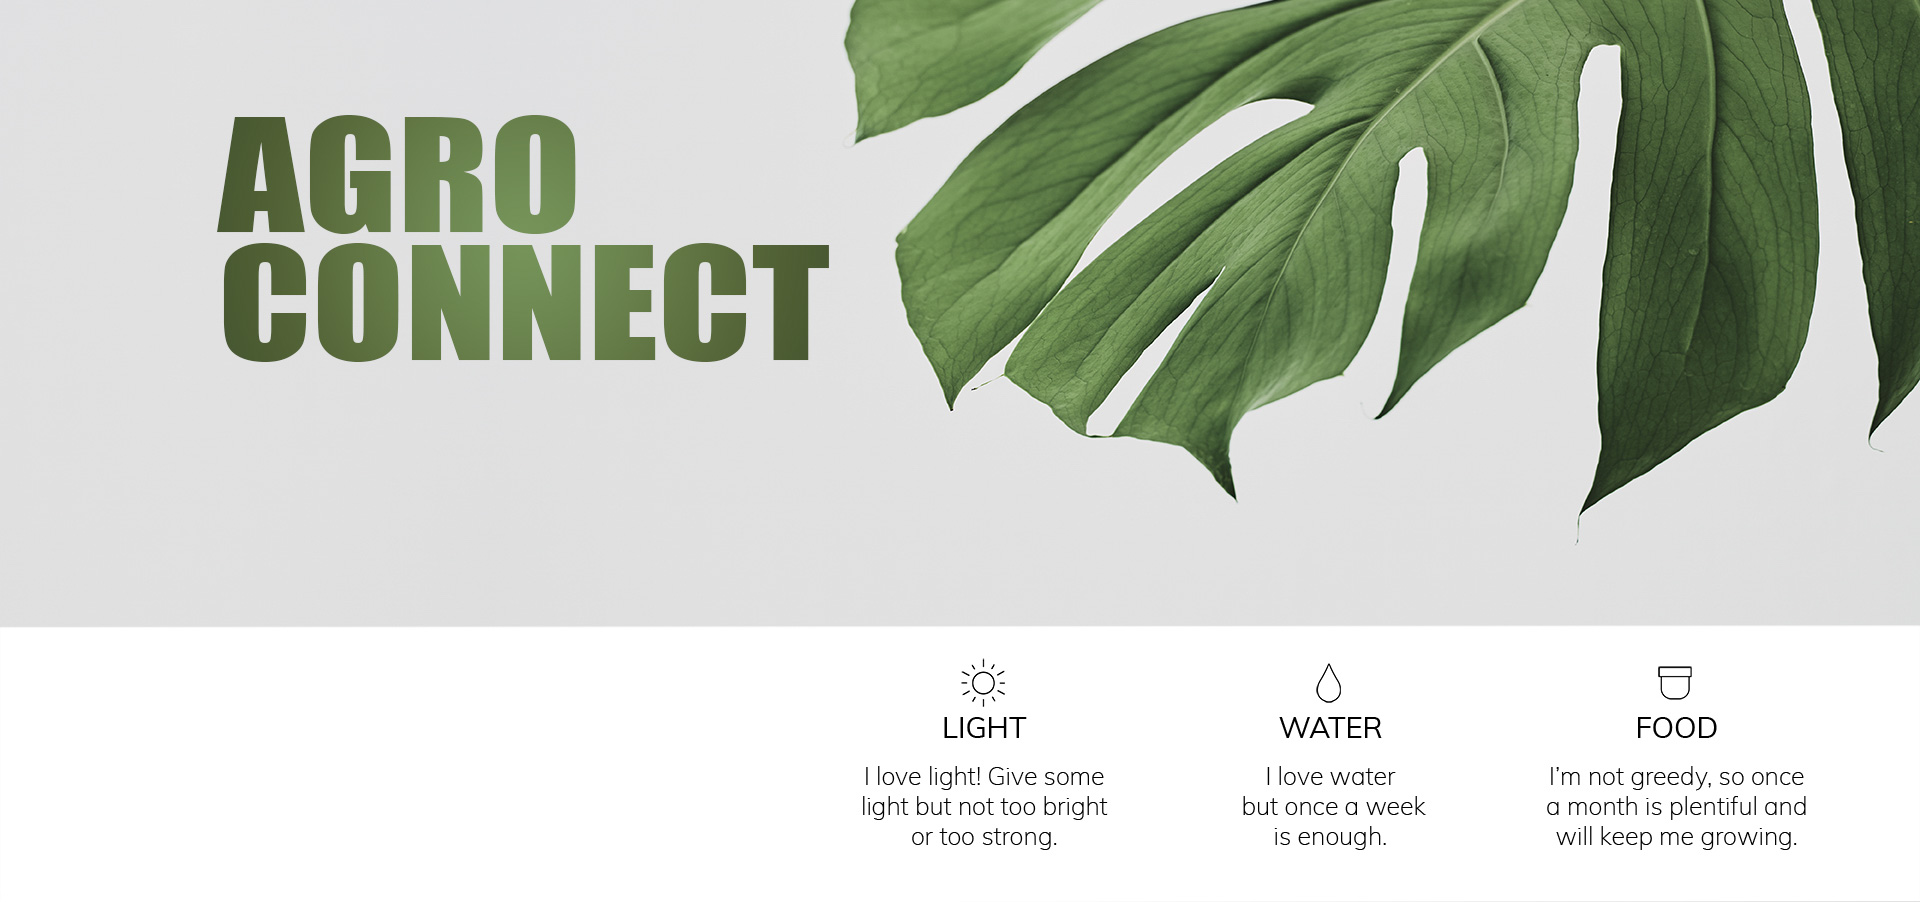 AGRO
CONNECT
LIGHT
I love light! Give some
light but not too bright
or too strong.
WATER
I love water
but once a week
is enough.
FOOD
I’m not greedy, so once
a month is plentiful and
will keep me growing.